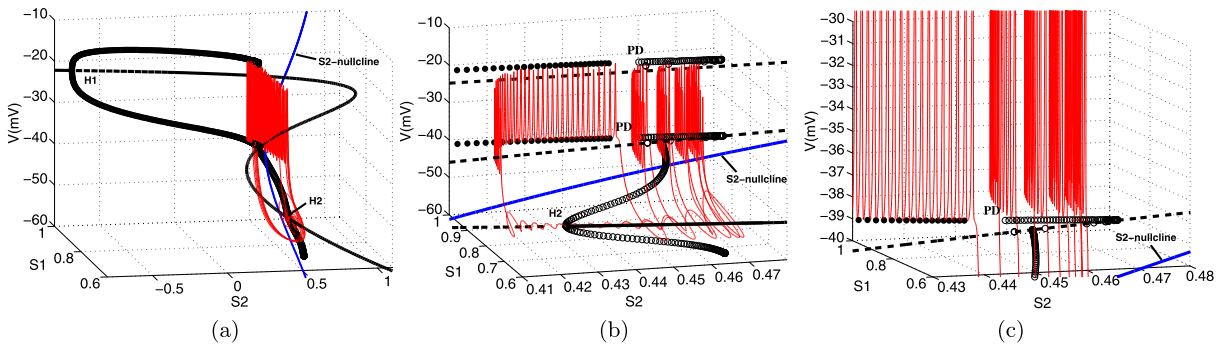 -10
-20
-30
-40
-50
-60
V(mV)
1
0.8
0.6
S1
-0.5
0
0.5
1
S2
H1
H2
S2-nullcline
(a)
-10
-20
-30
-40
-50
-60
V(mV)
0.9
0.8
0.7
0.6
S1
0.41
0.42
0.43
0.44
0.45
0.46
0.47
S2
PD
PD
H2
S2-nullcline
(b)
-30
-31
-32
-33
-34
-35
-36
-37
-38
-39
-40
V(mV)
1
0.8
0.6
S1
0.43
0.44
0.45
0.46
0.47
0.48
S2
PD
S2-nullcline
(c)